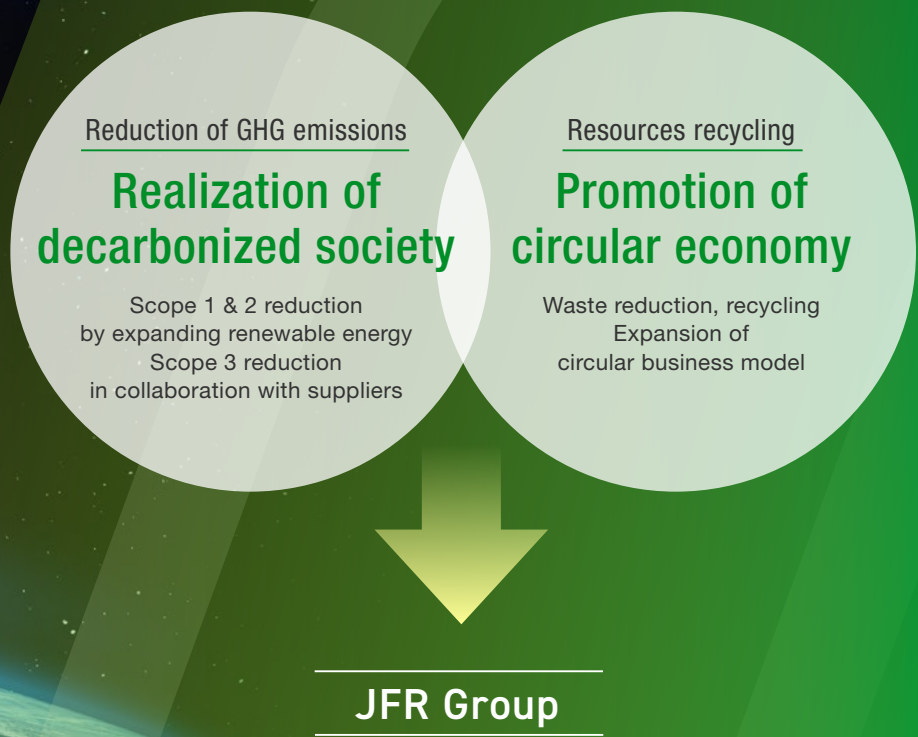 Reduction of GHG emissions
Realization of
decarbonized society
Scope 1 & 2 reduction
by expanding renewable energy
Scope 3 reduction
in collaboration with suppliers
Resources recycling
Promotion of
circular economy
Waste reduction, recycling
Expansion of
circular business model
JFR Group